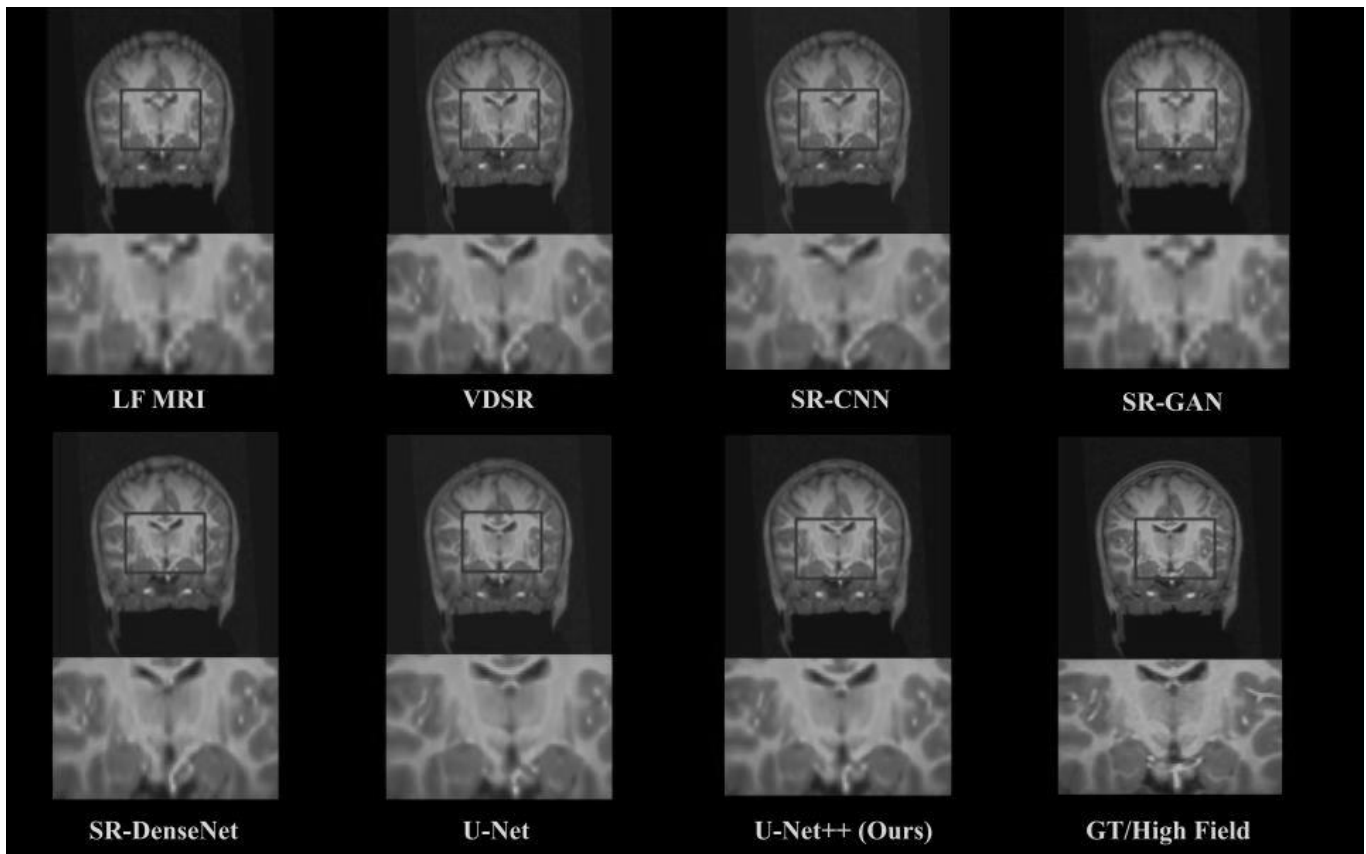 LF MRI
VDSR
SR-CNN
SR-GAN
SR-DenseNet
U-Net
U-Net++ (Ours)
GT/High Field